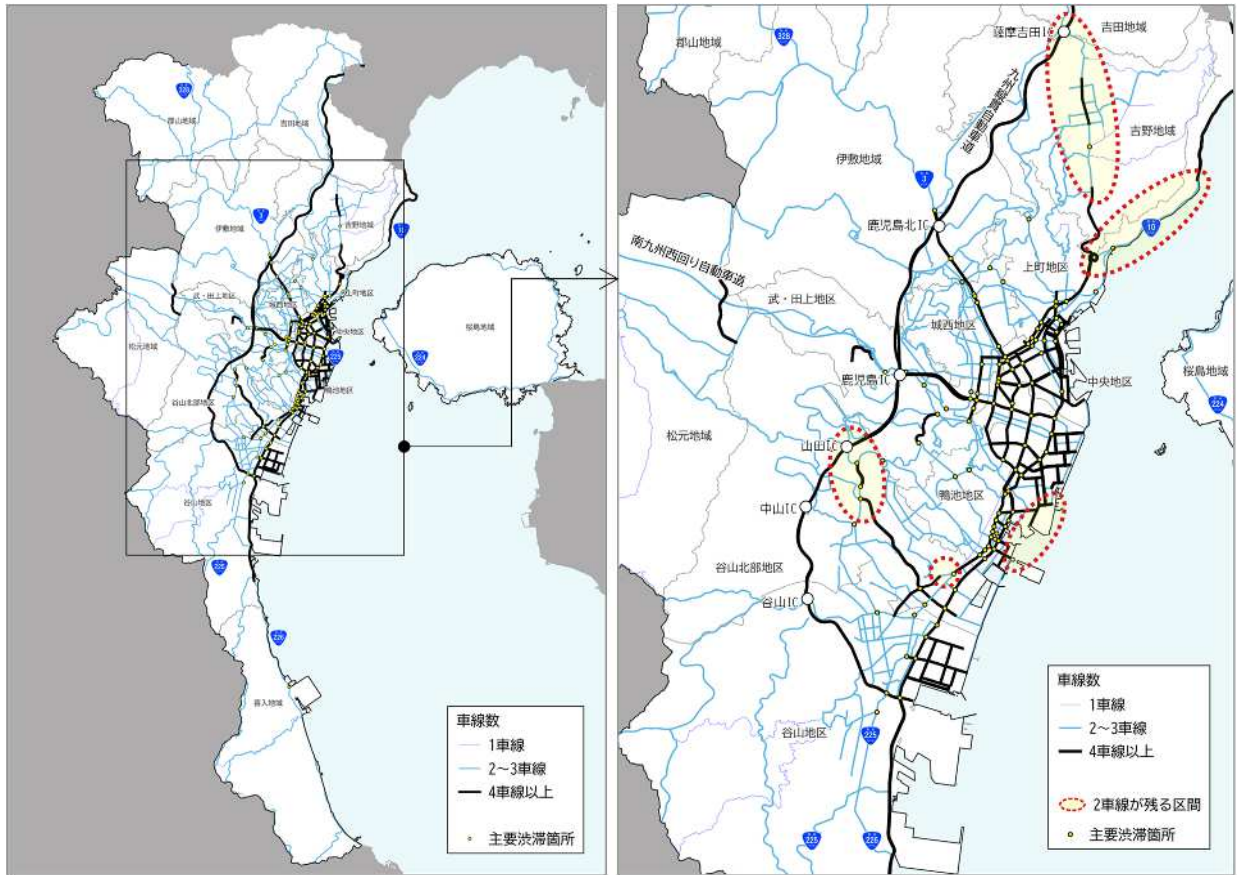 328
郡山地域
吉田地域
3
伊敷地域
吉野地域
10
武・田上地区
城西地区
上町地区
松元地域
中央地区
225
桜島地域
224
鴨池地区
谷山北部地区
谷山地区
225
226
喜入地域
車線数
1車線
2～3車線
4車線以上
主要渋滞箇所
薩摩吉田IC
吉田地域
郡山地域
328
九州縦貫自動車道
吉野地域
伊敷地域
3
鹿児島北IC
10
南九州西回り自動車道
上町地区
武・田上地区
城西地区
鹿児島IC
中央地区
桜島地域
224
松元地域
山田IC
鴨池地区
中山IC
谷山北部地区
谷山IC
谷山地区
225
225
226
車線数
1車線
2～3車線
4車線以上
2車線が残る区間
主要渋滞箇所